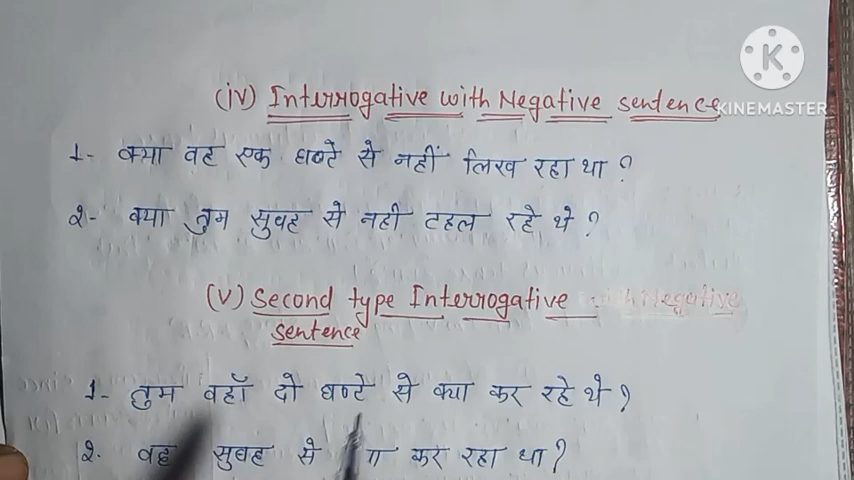 KINEMASTER
(iv) Interrogative with Negative sentence
1- क्या वह एक घण्टे से नहीं लिख रहा था ?
2- क्या तुम सुबह से नही टहल रहे थे ?
(v) Second type Interrogative Negative
sentence
1- तुम वहाँ दो घण्टे से क्या कर रहे थे ?
2. वह सुबह से कर रहा था ?